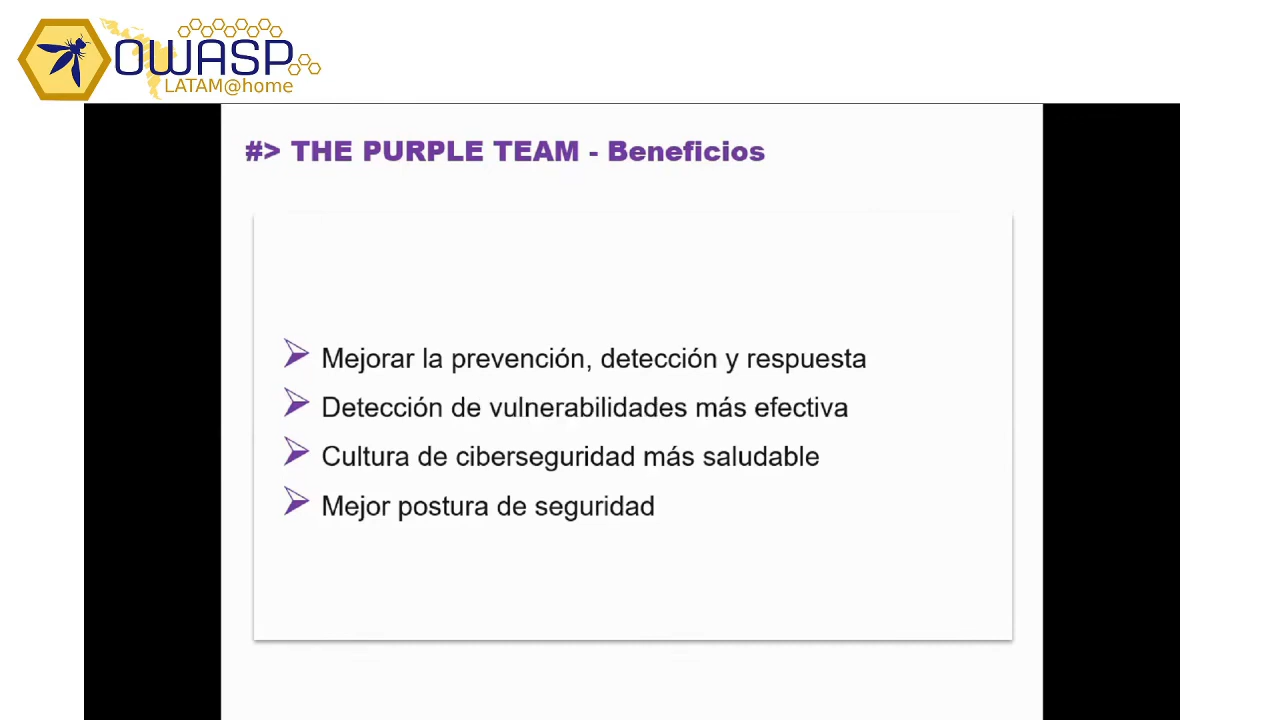 OWASP
LATAM@home
#> THE PURPLE TEAM - Beneficios
Mejorar la prevención, detección y respuesta
Detección de vulnerabilidades más efectiva
Cultura de ciberseguridad más saludable
Mejor postura de seguridad